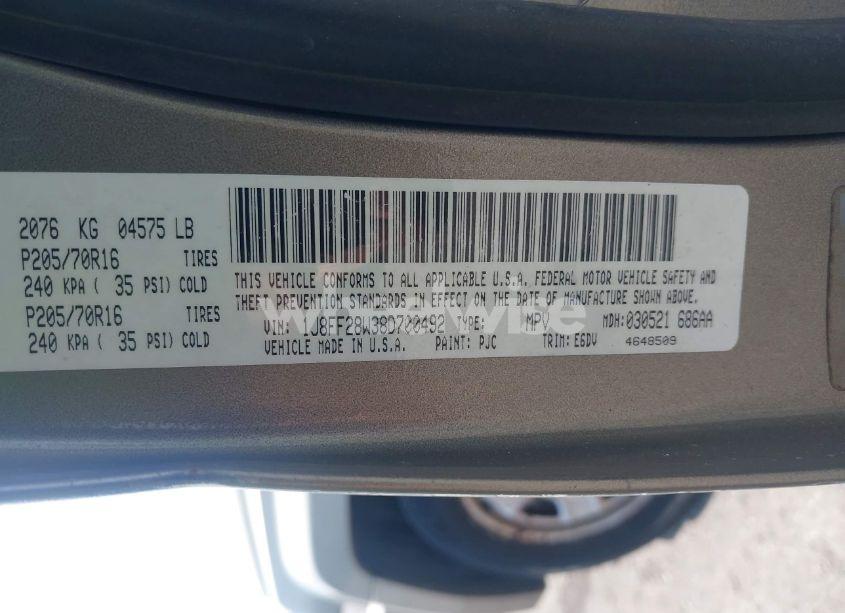 2076 KG 04575 LB
P205/70R16 TIRES
240 KPA ( 35 PSI) COLD
P205/70R16 TIRES
240 KPA ( 35 PSI) COLD
THIS VEHICLE CONFORMS TO ALL APPLICABLE U.S.A. FEDERAL MOTOR VEHICLE SAFETY AND
THEFT PREVENTION STANDARDS IN EFFECT ON THE DATE OF MANUFACTURE SHOWN ABOVE.
VIN: 1J8FF28W38D700492 TYPE: MPV MDH: 030521 686AA
VEHICLE MADE IN U.S.A. PAINT: PJC TRIM: E6DV 4648509